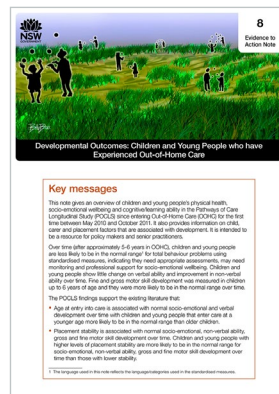 NSW
GOVERNMENT
8
Evidence to
Action Note
Developmental Outcomes: Children and Young People who have
Experienced Out-of-Home Care
Key messages
This note gives an overview of children and young people's physical health,
socio-emotional wellbeing and cognitive/learning ability in the Pathways of Care
Longitudinal Study (POCLS) since entering Out-of-Home Care (OOHC) for the first
time between May 2010 and October 2011. It also provides information on child,
carer and placement factors that are associated with development. It is intended to
be a resource for policy makers and senior practitioners.
Over time (after approximately 5-6 years in OOHC), children and young people
are less likely to be in the normal range¹ for total behaviour problems using
standardised measures, indicating they need appropriate assessments, may need
monitoring and professional support for socio-emotional wellbeing. Children and
young people show little change on verbal ability and improvement in non-verbal
ability over time. Fine and gross motor skill development was measured in children
up to 6 years of age and they were more likely to be in the normal range over time.
The POCLS findings support the existing literature that:
• Age of entry into care is associated with normal socio-emotional and verbal
development over time with children and young people that enter care at a
younger age more likely to be in the normal range than older children.
• Placement stability is associated with normal socio-emotional, non-verbal ability,
gross and fine motor skill development over time. Children and young people with
higher levels of placement stability are more likely to be in the normal range for
socio-emotional, non-verbal ability, gross and fine motor skill development over
time than those with lower stability.
1 The language used in this note reflects the language/categories used in the standardised measures.